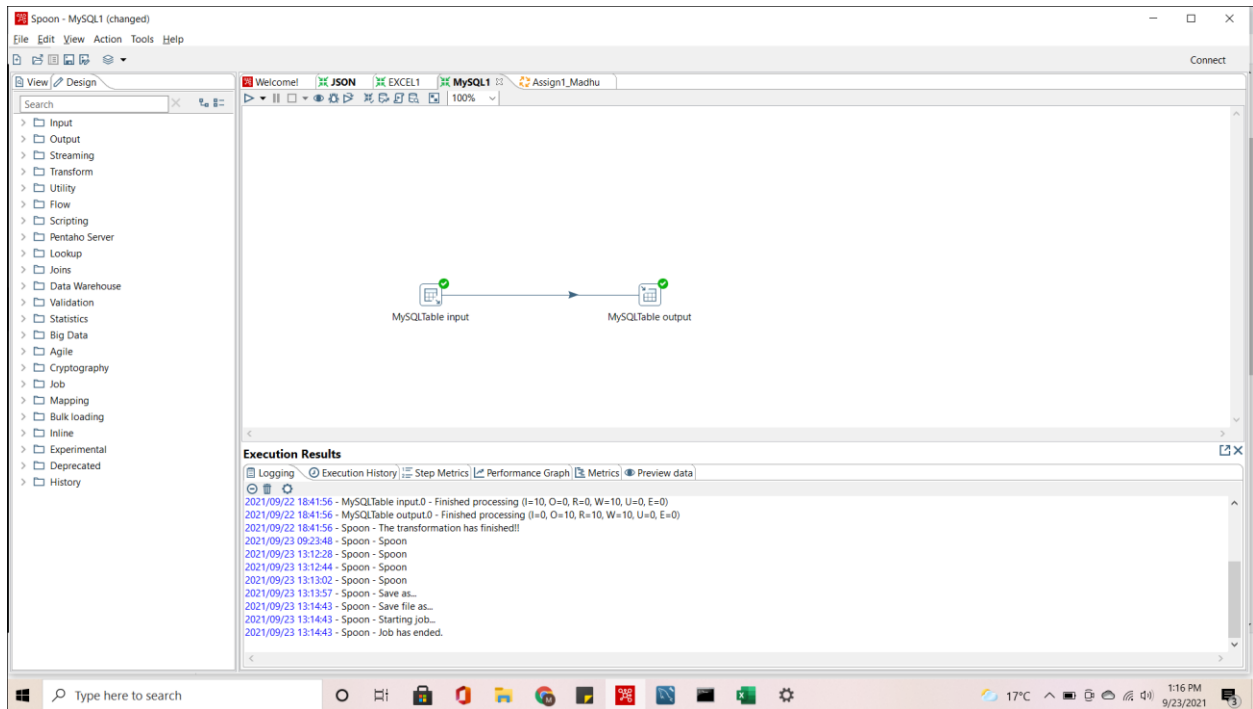 Spoon - MySQL1 (changed)
File Edit View Action Tools Help
Connect
View Design
Search
Input
Output
Streaming
Transform
Utility
Flow
Scripting
Pentaho Server
Lookup
Joins
Data Warehouse
Validation
Statistics
Big Data
Agile
Cryptography
Job
Mapping
Bulk loading
Inline
Experimental
Deprecated
History
Welcome! JSON EXCEL1 MySQL1 Assign1_Madhu
100%
MySQLTable input MySQLTable output
Execution Results
Logging Execution History Step Metrics Performance Graph Metrics Preview data
2021/09/22 18:41:56 - MySQLTable input.0 - Finished processing (I=10, O=0, R=0, W=10, U=0, E=0)
2021/09/22 18:41:56 - MySQLTable output.0 - Finished processing (I=0, O=10, R=10, W=10, U=0, E=0)
2021/09/22 18:41:56 - Spoon - The transformation has finished!!
2021/09/23 09:23:48 - Spoon - Spoon
2021/09/23 13:12:28 - Spoon - Spoon
2021/09/23 13:12:44 - Spoon - Spoon
2021/09/23 13:13:02 - Spoon - Spoon
2021/09/23 13:13:57 - Spoon - Save as...
2021/09/23 13:14:43 - Spoon - Save file as...
2021/09/23 13:14:43 - Spoon - Starting job...
2021/09/23 13:14:43 - Spoon - Job has ended.
Type here to search
17°C
1:16 PM
9/23/2021
3